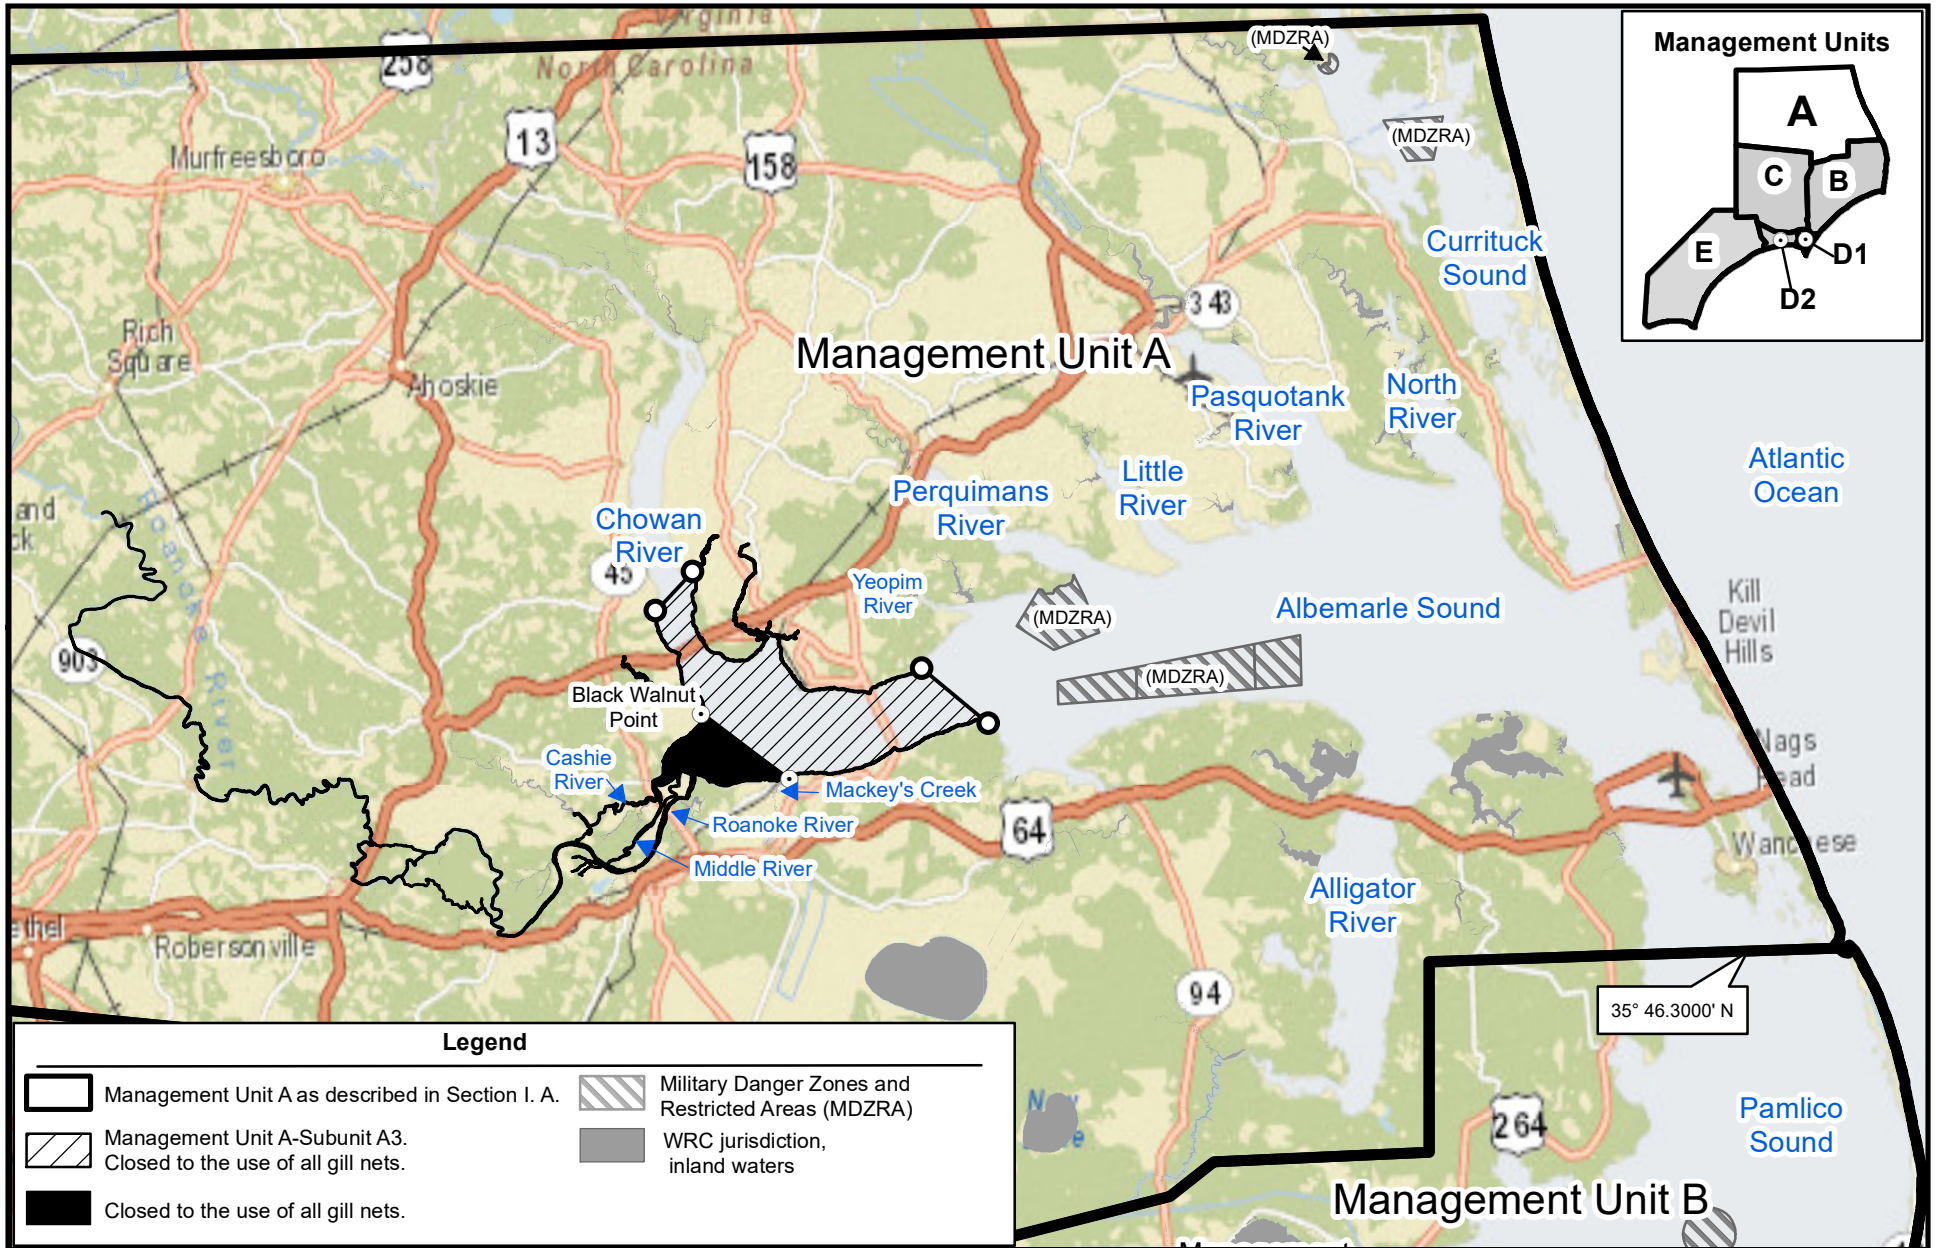 Virginia
North Carolina
258
13
158
Murfreesboro
(MDZRA)
(MDZRA)
Management Units
A
C
B
E
D1
D2
Currituck
Sound
343
Rich
Square
Ahoskie
Management Unit A
Pasquotank
River
North
River
Atlantic
Ocean
Little
River
Perquimans
River
Chowan
River
45
and
ck
Roanoke River
Yeopim
River
(MDZRA)
Albemarle Sound
Kill
Devil
Hills
903
(MDZRA)
Black Walnut
Point
Cashie
River
Mackey's Creek
Roanoke River
Middle River
64
Nags
Head
Wanchese
Alligator
River
ethel
Robersonville
94
35° 46.3000' N
264
Pamlico
Sound
Management Unit B
Legend
Management Unit A as described in Section I. A.
Management Unit A-Subunit A3.
Closed to the use of all gill nets.
Closed to the use of all gill nets.
Military Danger Zones and
Restricted Areas (MDZRA)
WRC jurisdiction,
inland waters